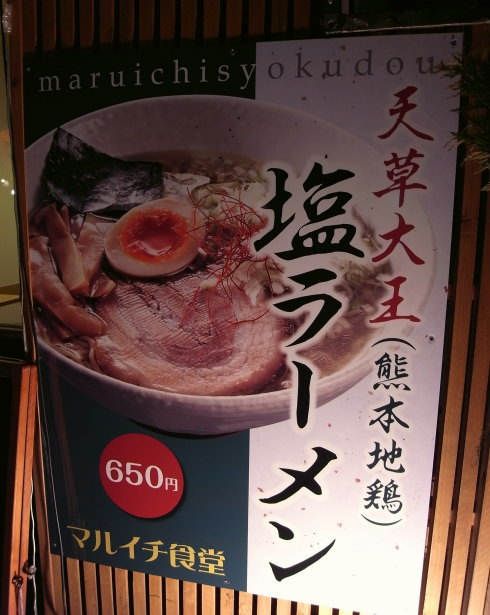 maruichisyokudou
天草大王
(熊本地鶏)
塩ラーメン
650円
マルイチ食堂